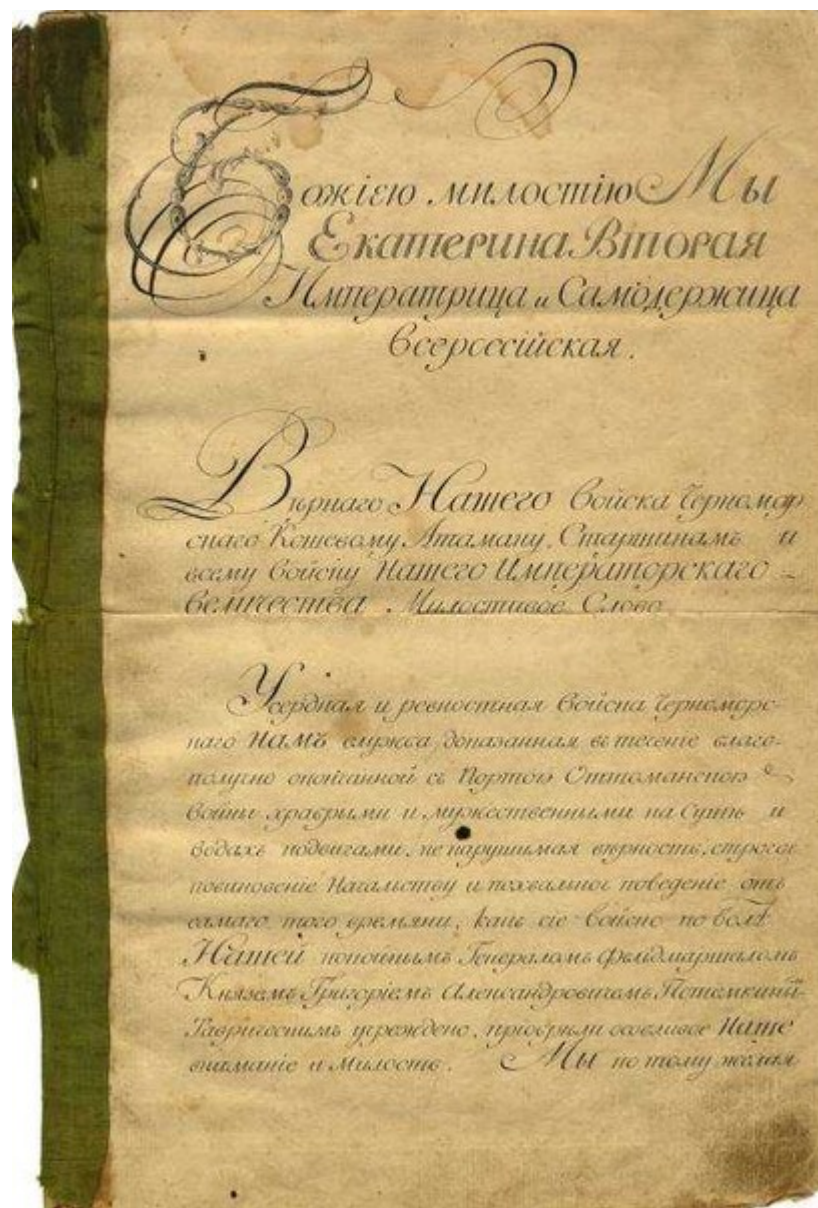 Божіею милостію Мы
Екатерина Вторая
Императрица и Самодержица
Всероссійская.
Вѣрнаго Нашего Войска Черномор
скаго Кошевому Атаману, Старшинамъ и
всему Войску Нашего Императорскаго
величества Милостивое Слово
Усердная и ревностная Войска Черноморс-
каго Намъ служба, доказанная въ теченіе благо-
получно оконченной съ Портою Оттоманскою
войны храбрыми и мужественными на Сушѣ и
водахъ подвигами, не нарушимая вѣрность, строгое
повиновеніе Начальству и похвальное поведеніе отъ
самаго того времяни, какъ сіе войско по волѣ
Нашей покойнымъ Генераломъ Фельдмаршаломъ
Княземъ Григоріемъ Александровичемъ Потемкинымъ
Таврическимъ учреждено, пріобрѣли особливое Наше
вниманіе и Милость. Мы по тому желая